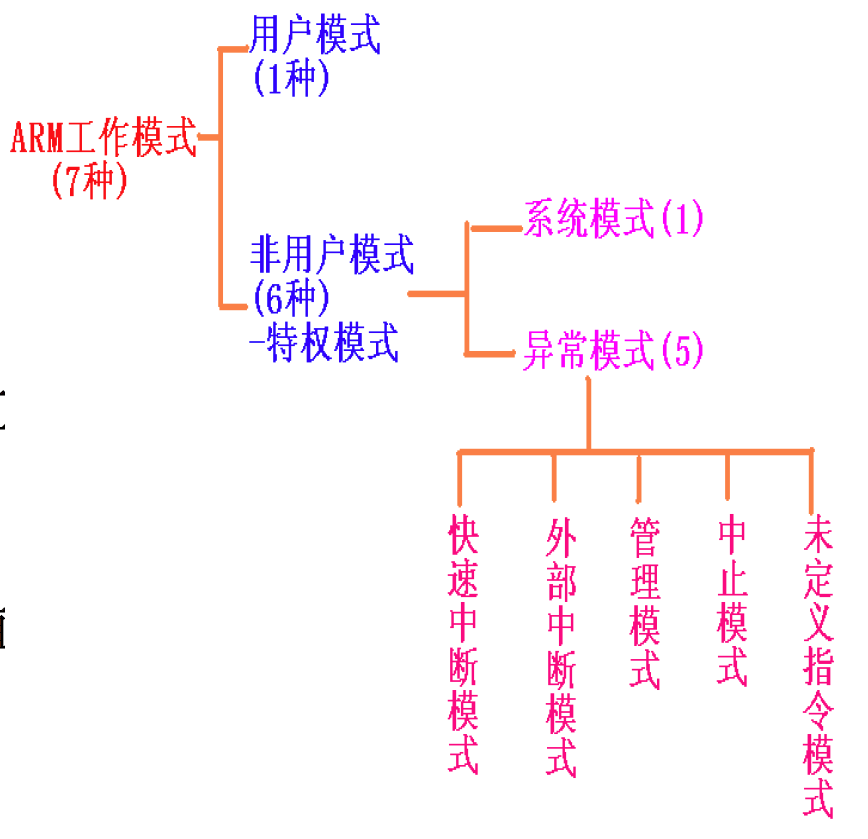 用户模式
(1种)
ARM工作模式
(7种)
非用户模式
(6种)
-特权模式
系统模式(1)
异常模式(5)
快速中断模式
外部中断模式
管理模式
中止模式
未定义指令模式